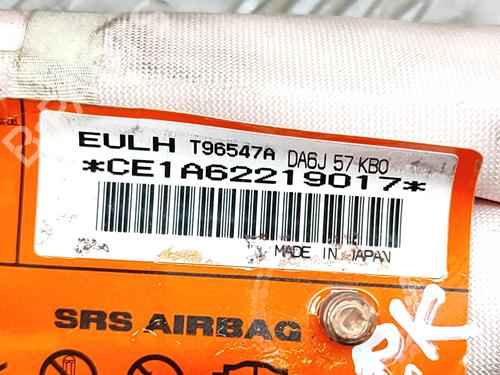 EULH T96547A DA6J 57 KB0
*CE1A62219017*
MADE IN JAPAN
SRS AIRBAG